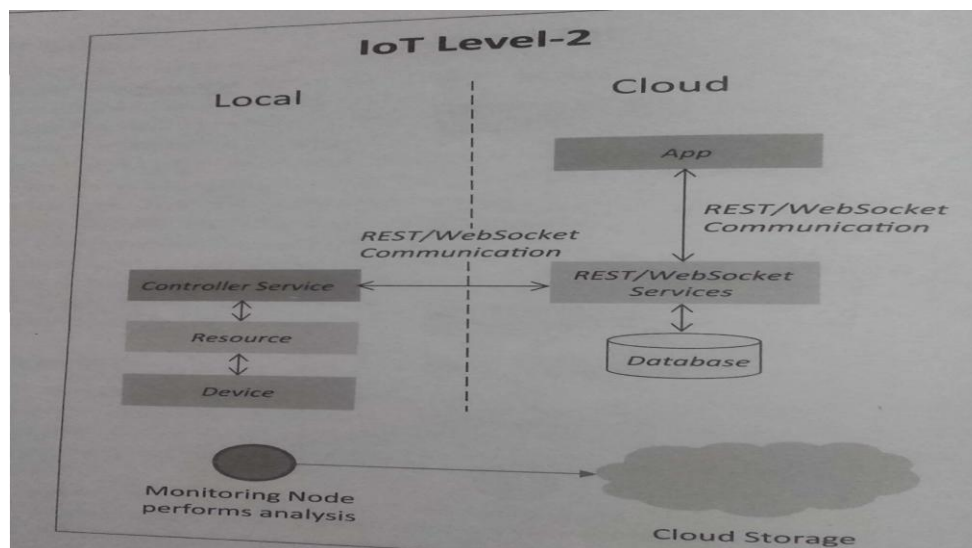 IoT Level-2
Local
Cloud
App
REST/WebSocket
Communication
REST/WebSocket
Communication
Controller Service
REST/WebSocket
Services
Resource
Database
Device
Monitoring Node
performs analysis
Cloud Storage